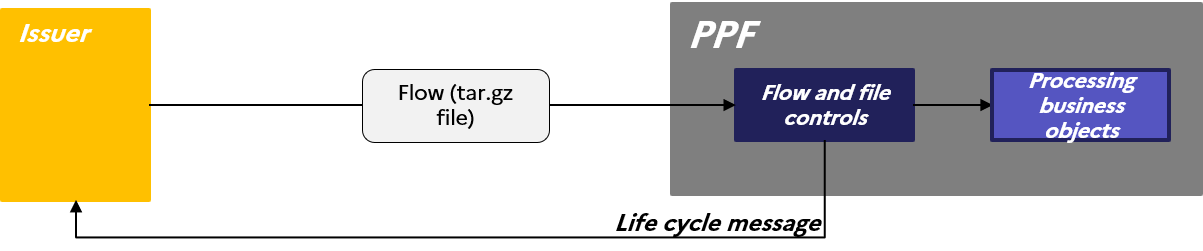 Issuer
PPF
Flow (tar.gz
file)
Flow and file
controls
Processing
business
objects
Life cycle message